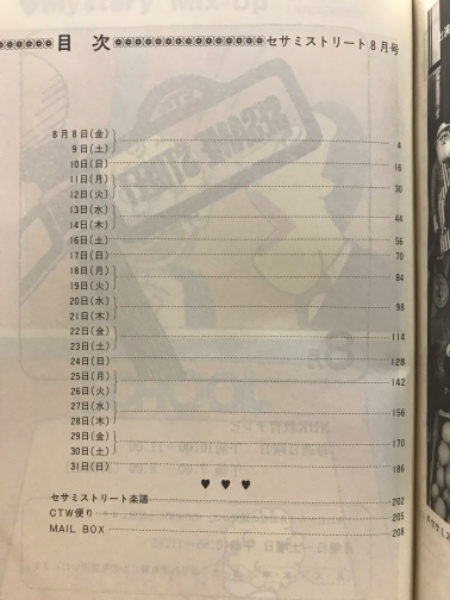 目 次 セサミストリート8月号
8月8日(金)
9日(土) 4
10日(日) 16
11日(月) 30
12日(火)
13日(水) 44
14日(木)
16日(土) 56
17日(日) 70
18日(月) 84
19日(火)
20日(水) 98
21日(木)
22日(金) 114
23日(土)
24日(日) 128
25日(月) 142
26日(火)
27日(水) 156
28日(木)
29日(金) 170
30日(土)
31日(日) 186
♥ ♥ ♥
セサミストリート楽譜 202
CTW便り 205
MAIL BOX 208